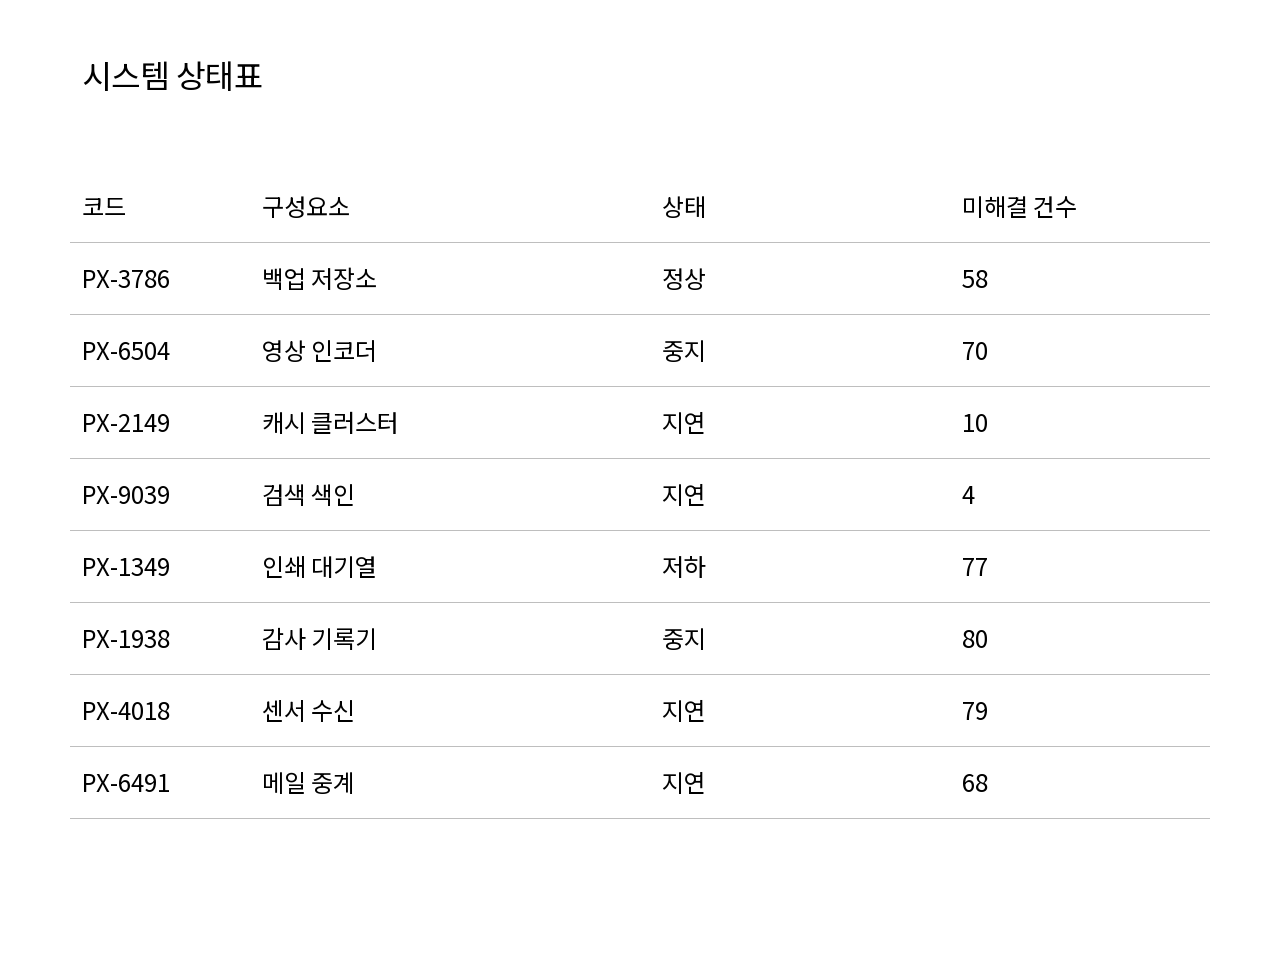 시스템 상태표
코드 구성요소 상태 미해결 건수
PX-3786 백업 저장소 정상 58
PX-6504 영상 인코더 중지 70
PX-2149 캐시 클러스터 지연 10
PX-9039 검색 색인 지연 4
PX-1349 인쇄 대기열 저하 77
PX-1938 감사 기록기 중지 80
PX-4018 센서 수신 지연 79
PX-6491 메일 중계 지연 68